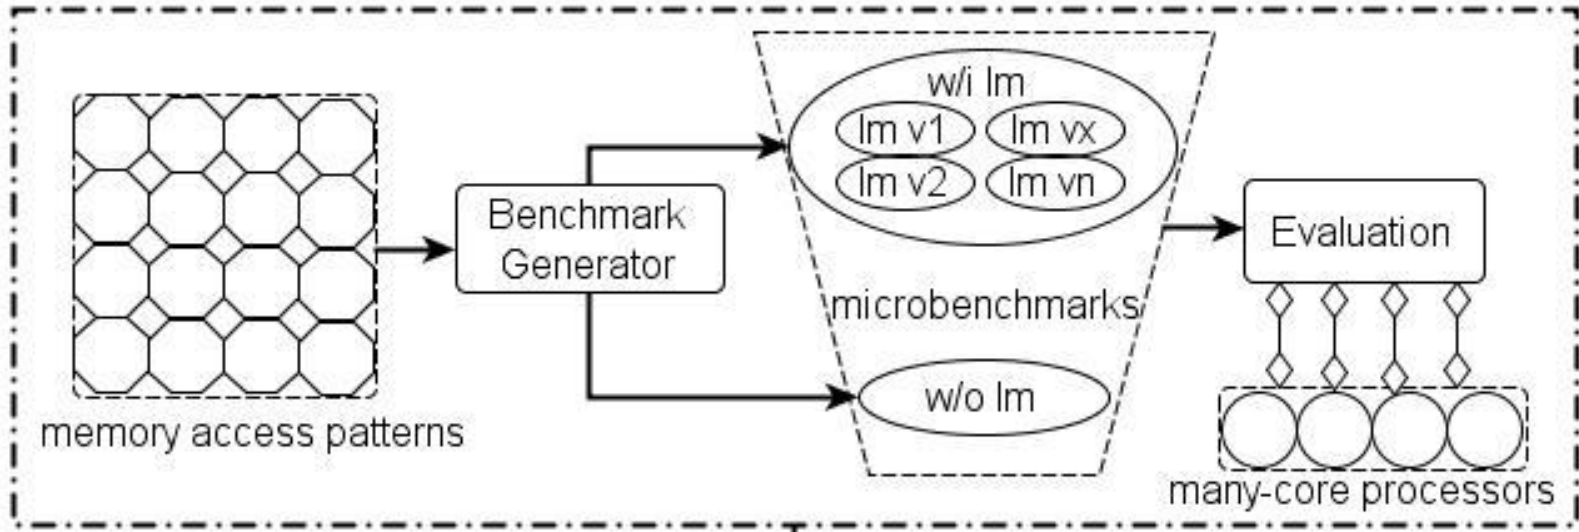 memory access patterns
Benchmark
Generator
w/i lm
lm v1
lm vx
lm v2
lm vn
microbenchmarks
w/o lm
Evaluation
many-core processors